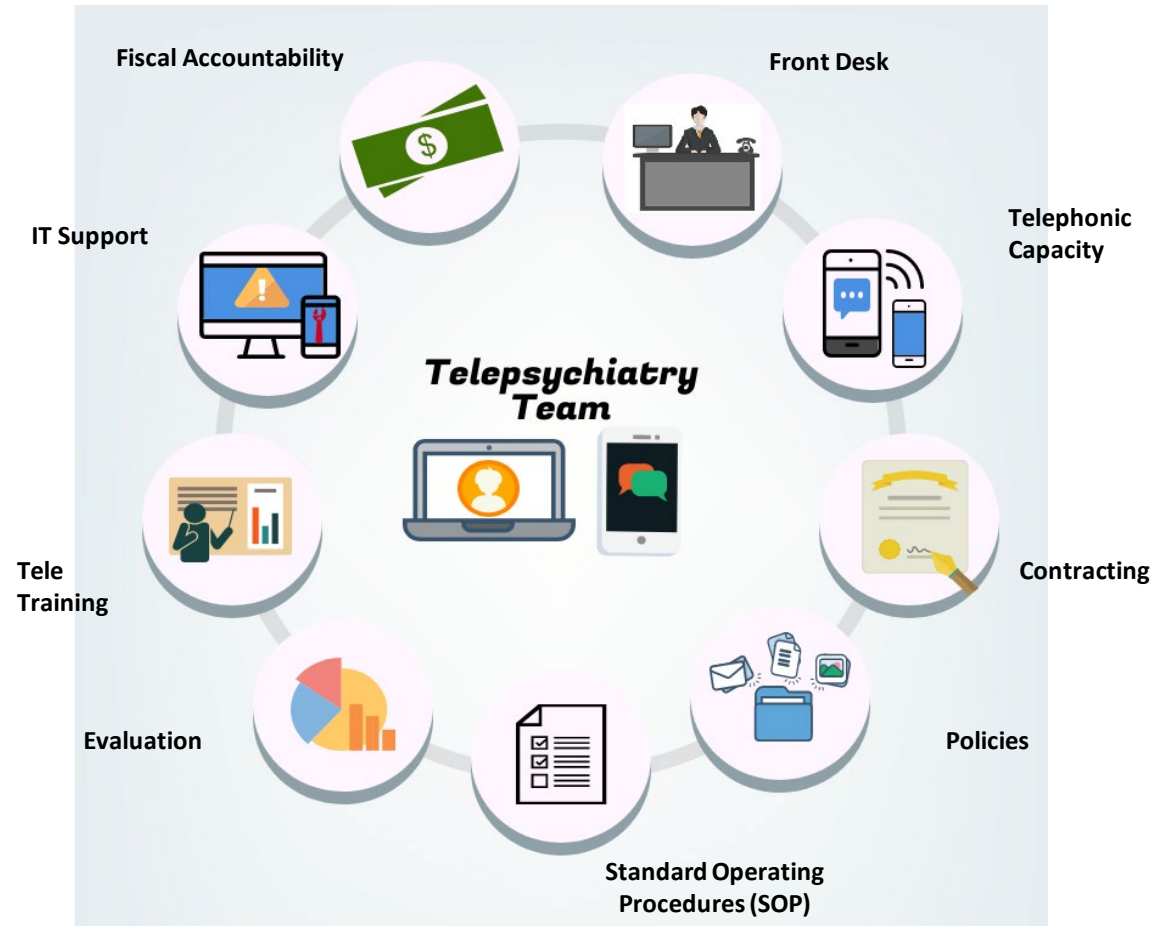 Fiscal Accountability
Front Desk
$
IT Support
Telephonic
Capacity
!
Telepsychiatry
Team
Tele
Training
Contracting
Evaluation
Policies
Standard Operating
Procedures (SOP)